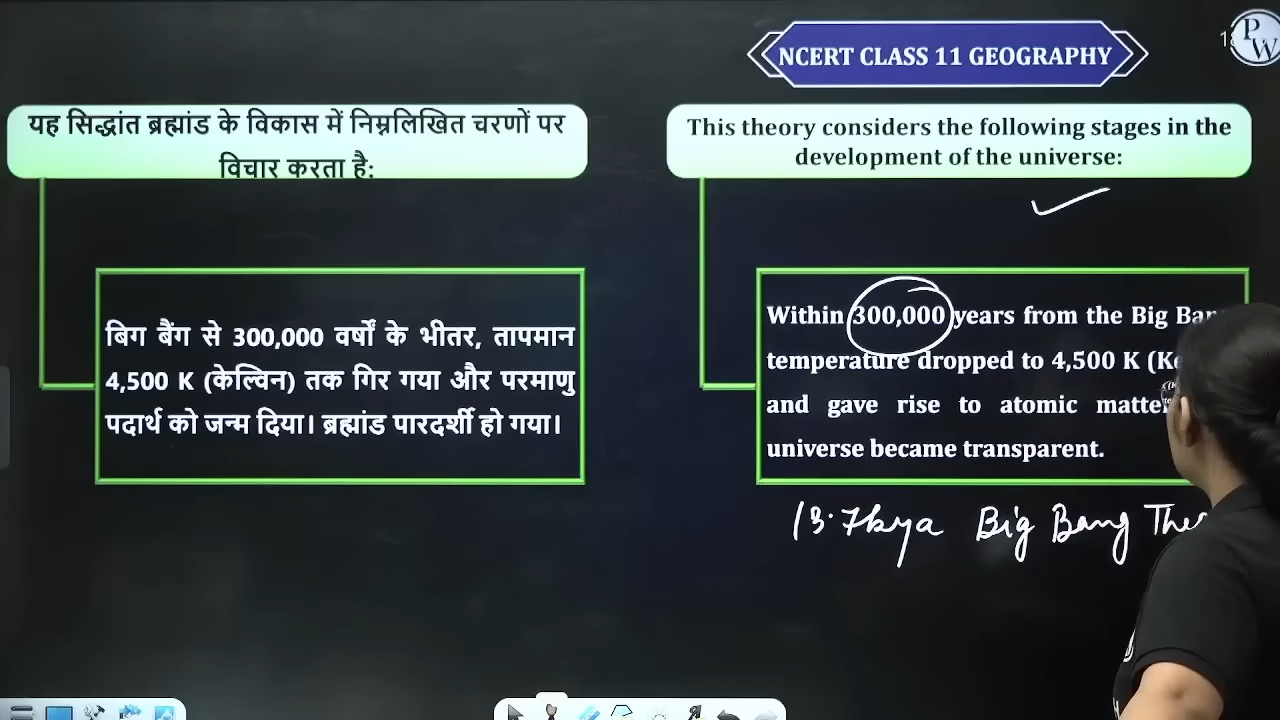 PW
NCERT CLASS 11 GEOGRAPHY
यह सिद्धांत ब्रह्मांड के विकास में निम्नलिखित चरणों पर
विचार करता है:
बिग बैंग से 300,000 वर्षों के भीतर, तापमान
4,500 K (केल्विन) तक गिर गया और परमाणु
पदार्थ को जन्म दिया। ब्रह्मांड पारदर्शी हो गया।
This theory considers the following stages in the
development of the universe:
Within 300,000 years from the Big
temperature dropped to 4,500 K
and gave rise to atomic
universe became transparent.
13.7bya Big Bang